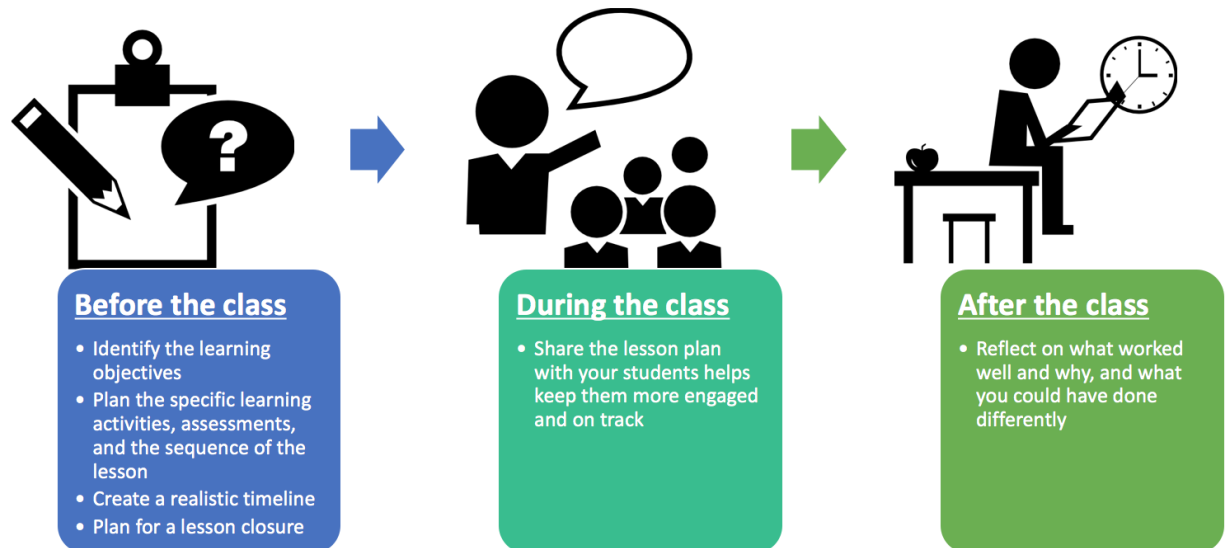 ?
Before the class
• Identify the learning
objectives
• Plan the specific learning
activities, assessments,
and the sequence of the
lesson
• Create a realistic timeline
• Plan for a lesson closure
During the class
• Share the lesson plan
with your students helps
keep them more engaged
and on track
After the class
• Reflect on what worked
well and why, and what
you could have done
differently